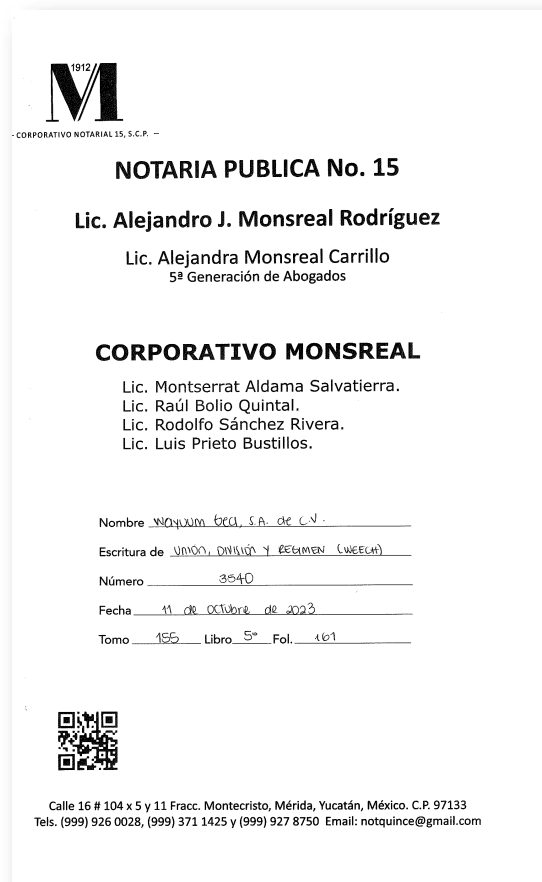 1912
M
- CORPORATIVO NOTARIAL 15, S.C.P. -
NOTARIA PUBLICA No. 15
Lic. Alejandro J. Monsreal Rodríguez
Lic. Alejandra Monsreal Carrillo
5ª Generación de Abogados
CORPORATIVO MONSREAL
Lic. Montserrat Aldama Salvatierra.
Lic. Raúl Bolio Quintal.
Lic. Rodolfo Sánchez Rivera.
Lic. Luis Prieto Bustillos.
Nombre S.A. de C.V.
Escritura de UNIÓN, DIVISIÓN Y REGIMEN (WEECH)
Número 3540
Fecha 11 de octubre de 2023
Tomo 155 Libro 5° Fol. 161
Calle 16 # 104 x 5 y 11 Fracc. Montecristo, Mérida, Yucatán, México. C.P. 97133
Tels. (999) 926 0028, (999) 371 1425 y (999) 927 8750 Email: notquince@gmail.com